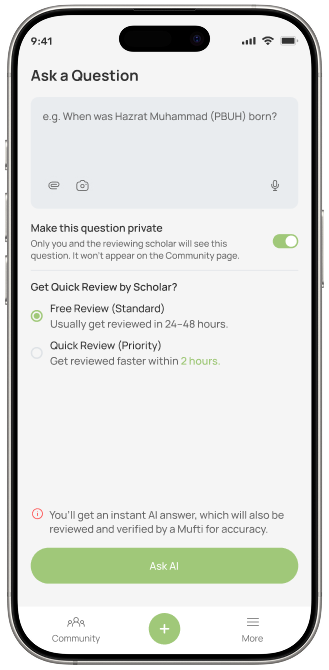 9:41
Ask a Question
e.g. When was Hazrat Muhammad (PBUH) born?
Make this question private
Only you and the reviewing scholar will see this
question. It won't appear on the Community page.
Get Quick Review by Scholar?
Free Review (Standard)
Usually get reviewed in 24–48 hours.
Quick Review (Priority)
Get reviewed faster within 2 hours.
You'll get an instant AI answer, which will also be
reviewed and verified by a Mufti for accuracy.
Ask AI
Community
More